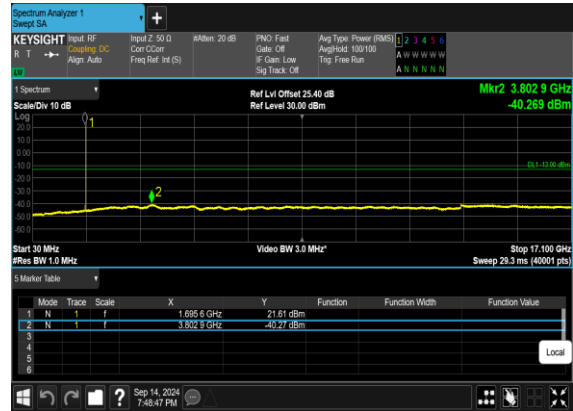 Spectrum Analyzer 1
Swept SA
+
KEYSIGHT Input: RF Input Z: 50 Ω #Atten: 20 dB PNO: Fast Avg Type: Power (RMS) 1 2 3 4 5 6
R T Coupling: DC Corr CCorr Gate: Off Avg|Hold: 100/100 A W W W W W
Align: Auto Freq Ref: Int (S) IF Gain: Low Trig: Free Run
LW Sig Track: Off A N N N N N
1 Spectrum Ref Lvl Offset 25.40 dB Mkr2 3.802 9 GHz
Scale/Div 10 dB Ref Level 30.00 dBm -40.269 dBm
Log
20.0
10.0
0.00
-10.0
-20.0
-30.0
-40.0
-50.0
-60.0
1
DL1 -13.00 dBm
2
Start 30 MHz Video BW 3.0 MHz* Stop 17.100 GHz
#Res BW 1.0 MHz Sweep 29.3 ms (40001 pts)
5 Marker Table
Mode Trace Scale X Y Function Function Width Function Value
1 N 1 f 1.695 6 GHz 21.61 dBm
2 N 1 f 3.802 9 GHz -40.27 dBm
3
4
5
6
Local
? Sep 14, 2024
7:48:47 PM